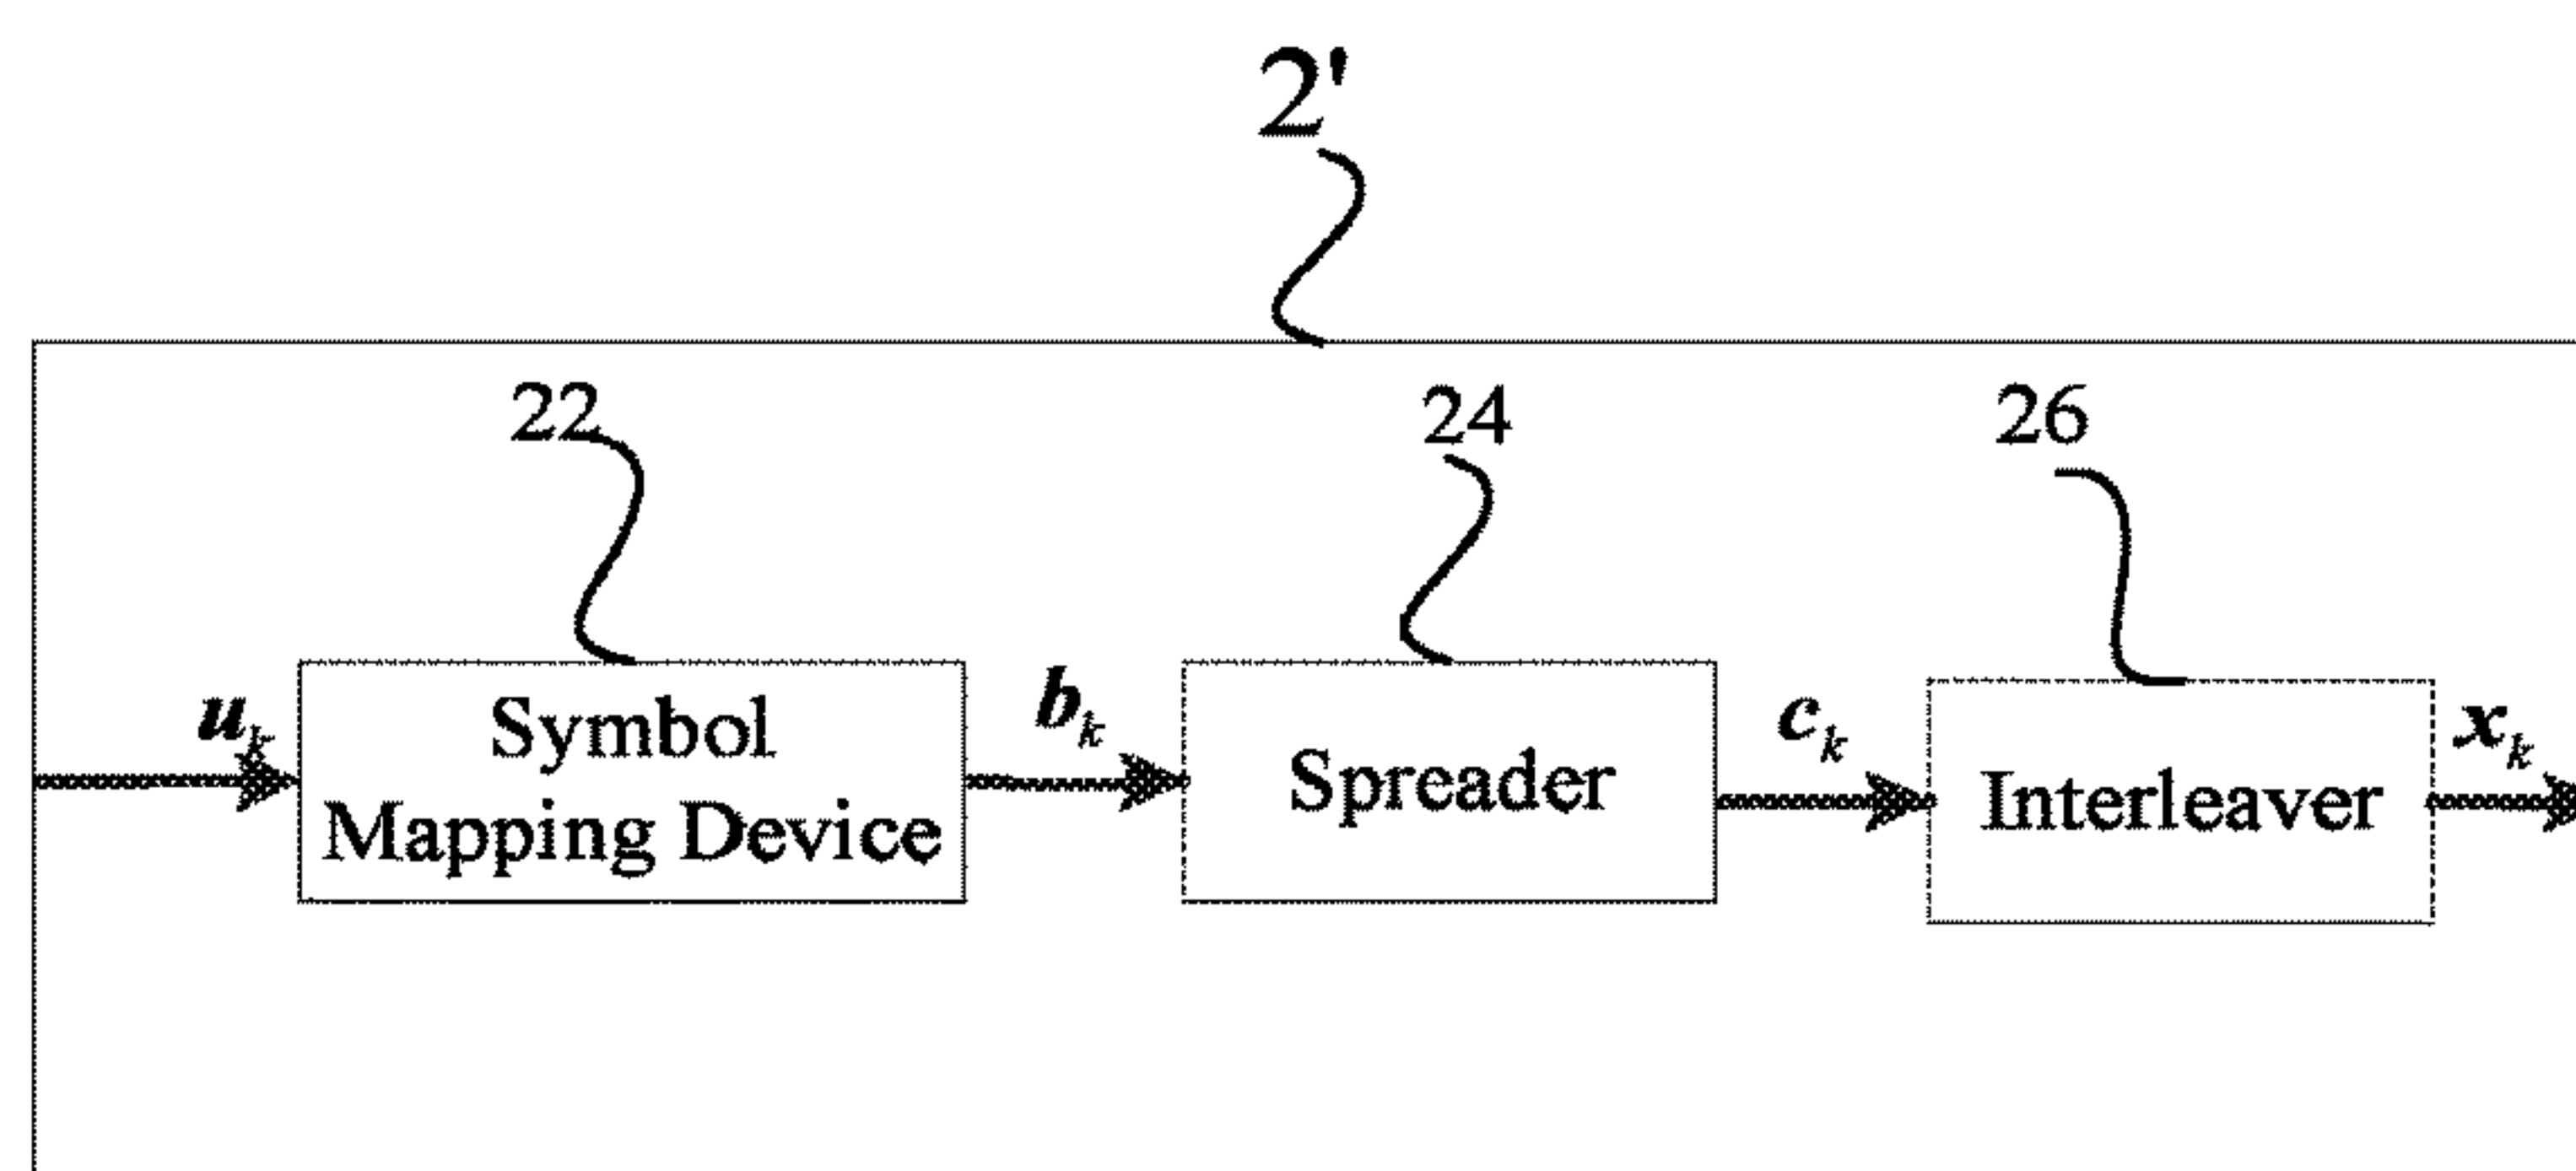 2'
22
24
26
u_k
Symbol
Mapping Device
b_k
Spreader
c_k
Interleaver
x_k